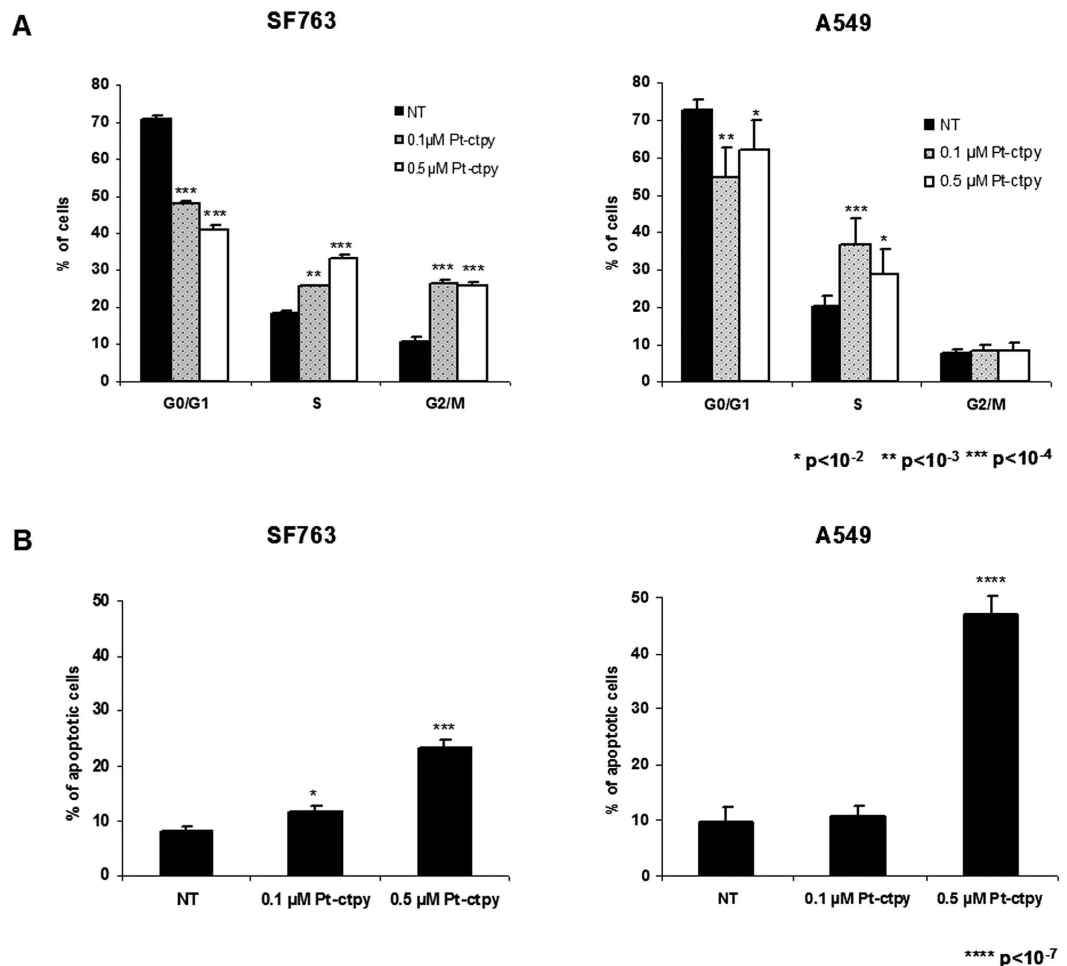 A
SF763
% of cells
80
70
60
50
40
30
20
10
0
NT
0.1µM Pt-ctpy
0.5µM Pt-ctpy
***
***
**
***
***
***
G0/G1 S G2/M
A549
% of cells
80
70
60
50
40
30
20
10
0
NT
0.1 µM Pt-ctpy
0.5 µM Pt-ctpy
**
*
***
*
G0/G1 S G2/M
* p<10-2 ** p<10-3 *** p<10-4
B
SF763
% of apoptotic cells
50
40
30
20
10
0
*
***
NT 0.1 µM Pt-ctpy 0.5 µM Pt-ctpy
A549
% of apoptotic cells
50
40
30
20
10
0
****
NT 0.1 µM Pt-ctpy 0.5 µM Pt-ctpy
**** p<10-7